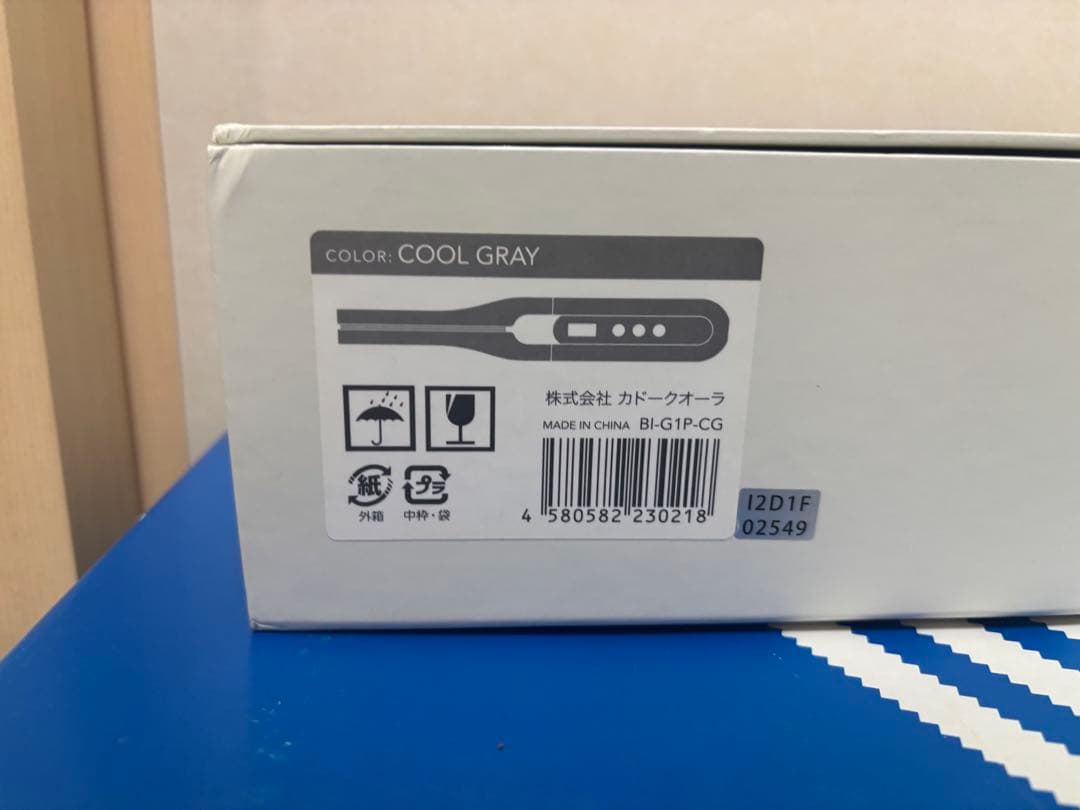 COLOR: COOL GRAY
株式会社 カドークオーラ
MADE IN CHINA BI-G1P-CG
紙
プラ
外箱
中枠・袋
4 580582 230218
I2D1F
02549